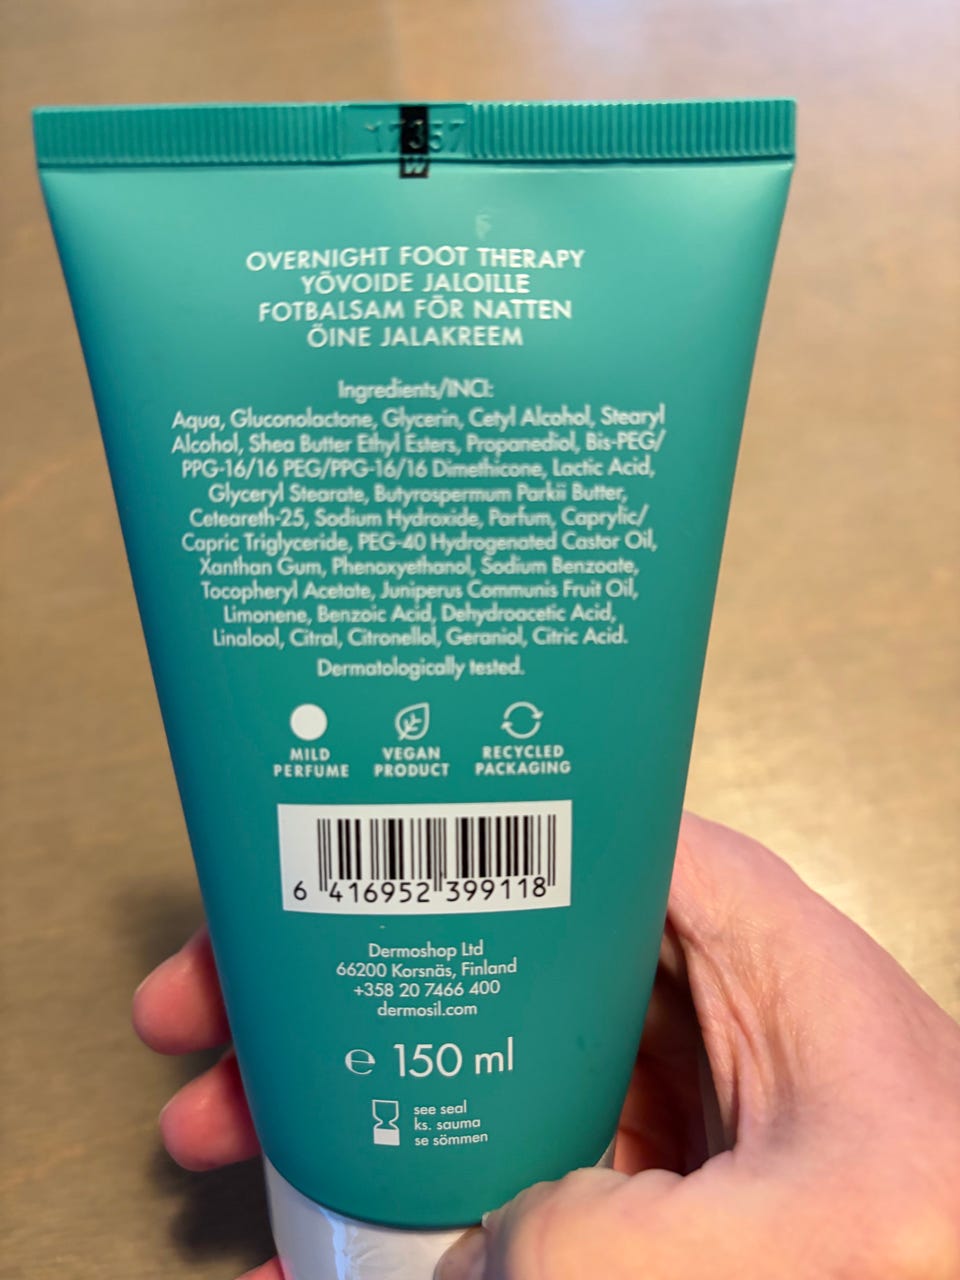 OVERNIGHT FOOT THERAPY
YÖVOIDE JALOILLE
FOTBALSAM FÖR NATTEN
ÖINE JALAKREEM
Ingredients/INCI:
Aqua, Gluconolactone, Glycerin, Cetyl Alcohol, Stearyl
Alcohol, Shea Butter Ethyl Esters, Propanediol, Bis-PEG/
PPG-16/16 PEG/PPG-16/16 Dimethicone, Lactic Acid,
Glyceryl Stearate, Butyrospermum Parkii Butter,
Ceteareth-25, Sodium Hydroxide, Parfum, Caprylic/
Capric Triglyceride, PEG-40 Hydrogenated Castor Oil,
Xanthan Gum, Phenoxyethanol, Sodium Benzoate,
Tocopheryl Acetate, Juniperus Communis Fruit Oil,
Limonene, Benzoic Acid, Dehydroacetic Acid,
Linalool, Citral, Citronellol, Geraniol, Citric Acid.
Dermatologically tested.
MILD PERFUME
VEGAN PRODUCT
RECYCLED PACKAGING
6 416952 399118
Dermoshop Ltd
66200 Korsnäs, Finland
+358 20 7466 400
dermosil.com
e 150 ml
see seal
ks. sauma
se sömmen